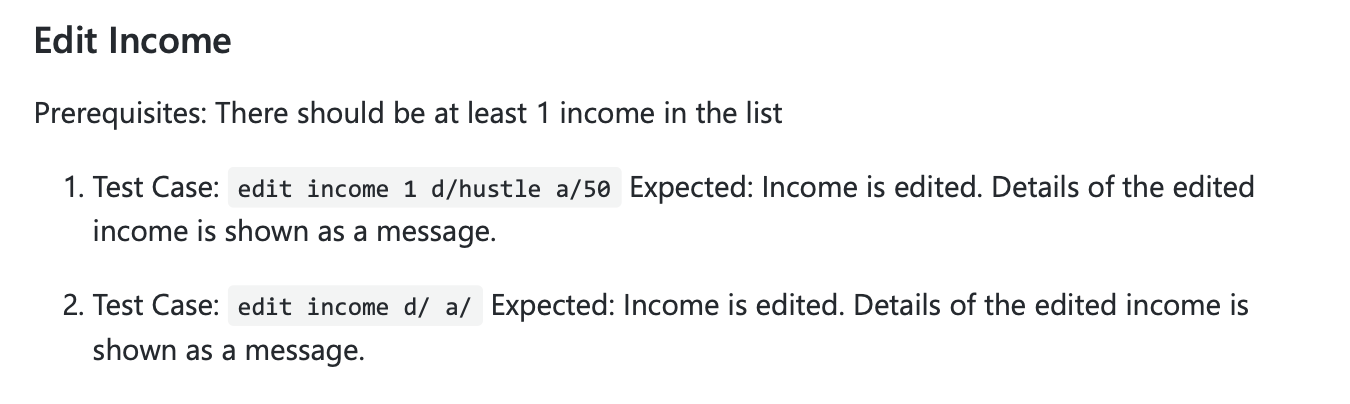 Edit Income
Prerequisites: There should be at least 1 income in the list
1. Test Case: edit income 1 d/hustle a/50 Expected: Income is edited. Details of the edited
income is shown as a message.
2. Test Case: edit income d/ a/ Expected: Income is edited. Details of the edited income is
shown as a message.